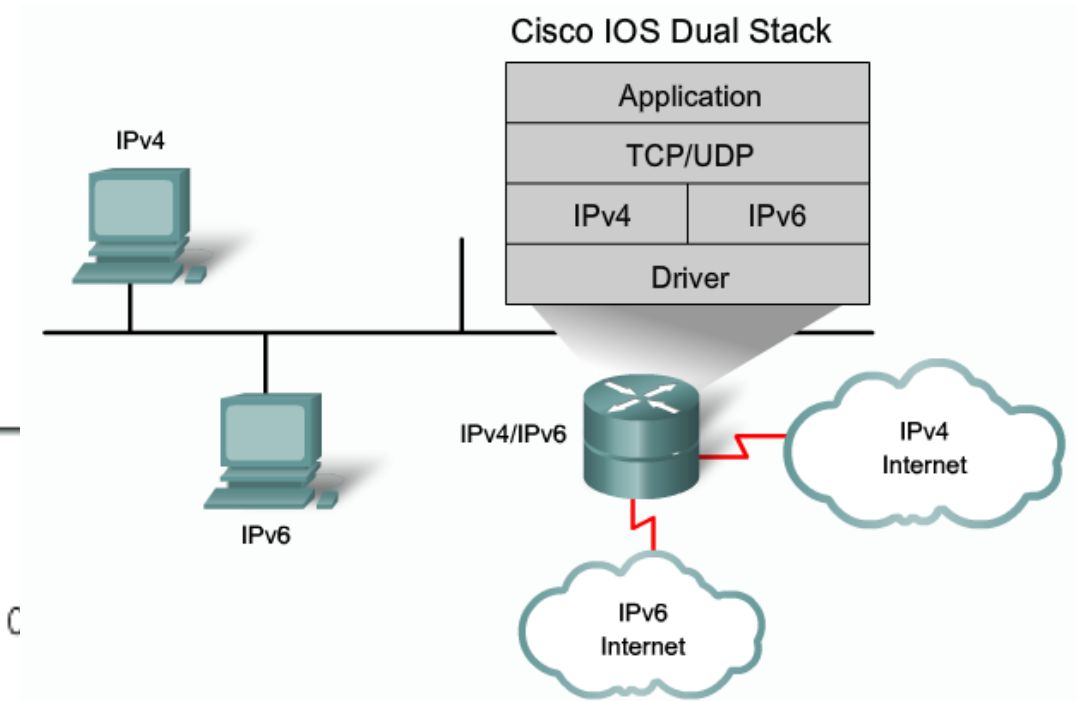 Cisco IOS Dual Stack
Application
TCP/UDP
IPv4 IPv6
Driver
IPv4
IPv6
IPv4/IPv6
IPv4
Internet
IPv6
Internet